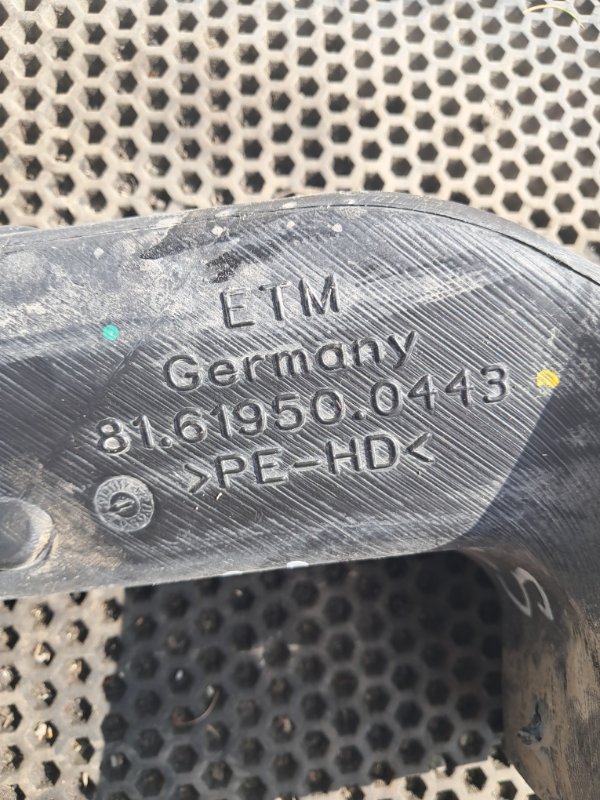 ETM
Germany
81.61950.0443
>PE-HD<